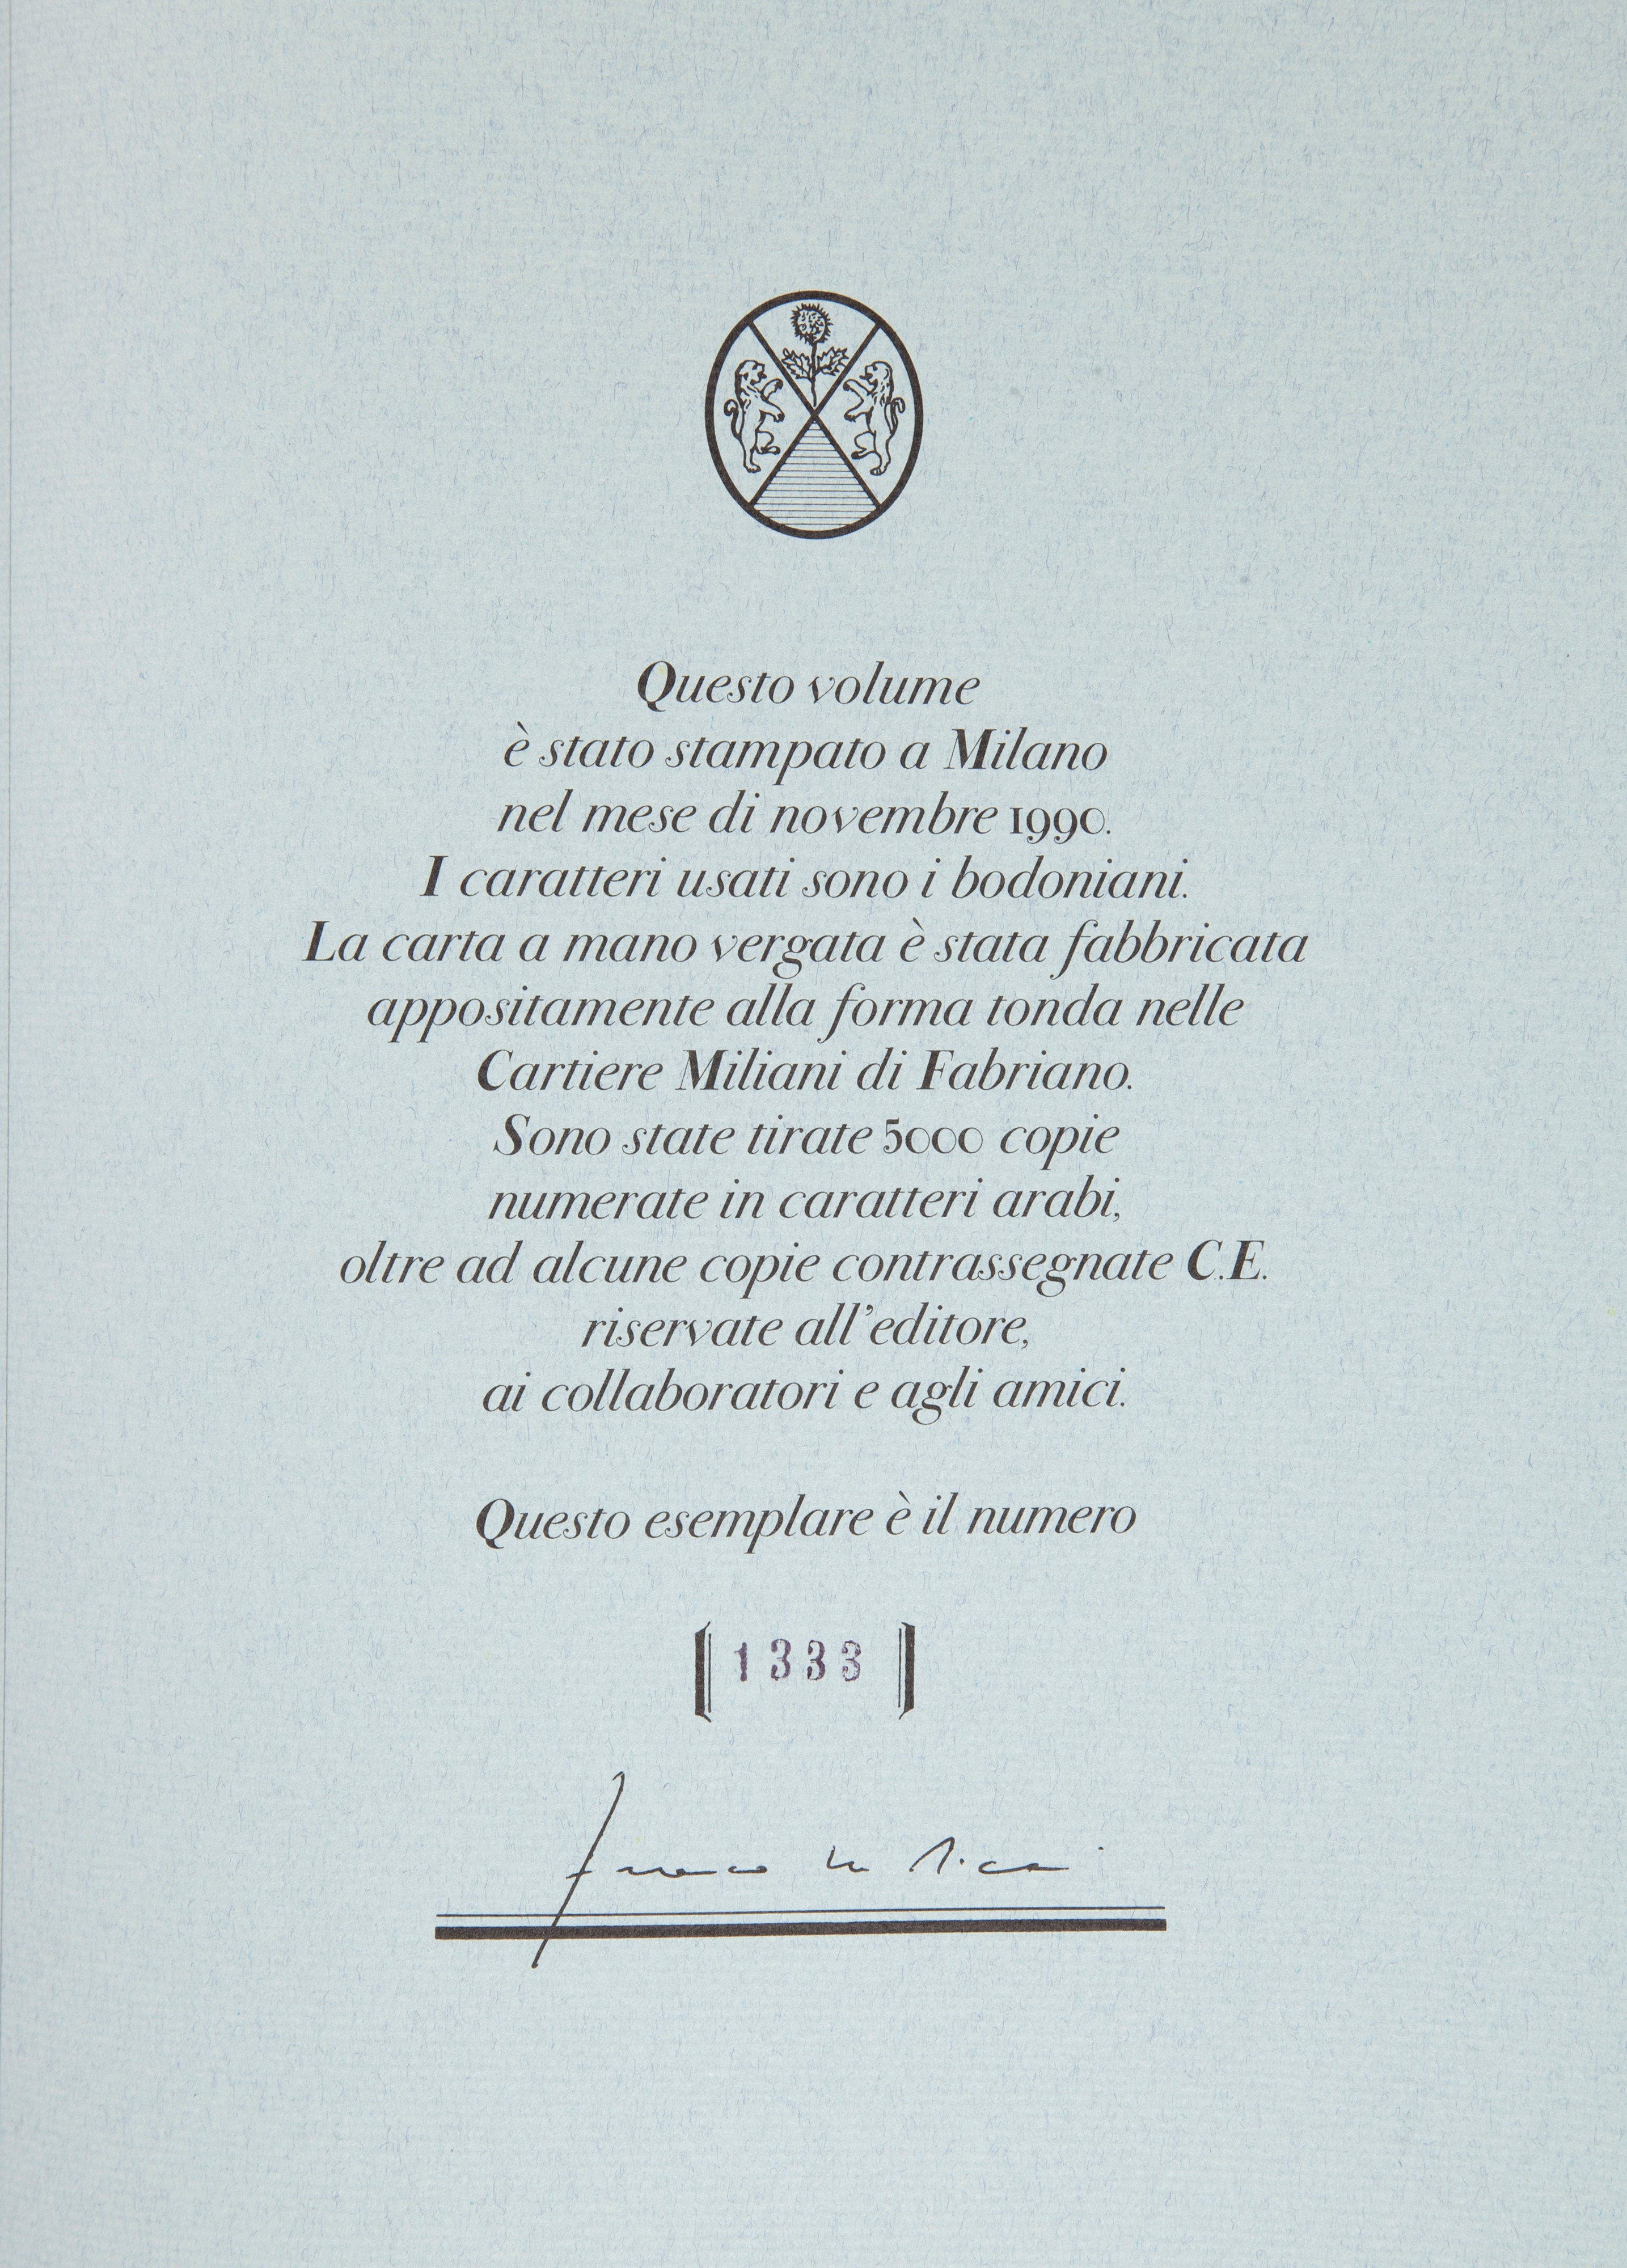 Questo volume
è stato stampato a Milano
nel mese di novembre 1990.
I caratteri usati sono i bodoniani.
La carta a mano vergata è stata fabbricata
appositamente alla forma tonda nelle
Cartiere Miliani di Fabriano.
Sono state tirate 5000 copie
numerate in caratteri arabi,
oltre ad alcune copie contrassegnate C.E.
riservate all'editore,
ai collaboratori e agli amici.
Questo esemplare è il numero
1333